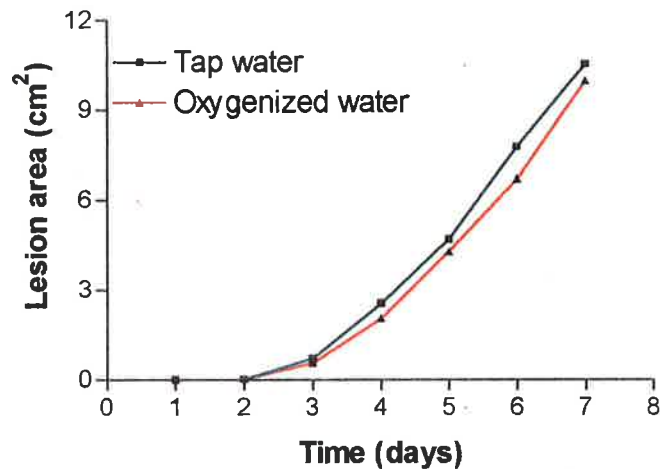 12
Tap water
Oxygenized water
9
6
3
0
Lesion area (cm²)
0 1 2 3 4 5 6 7
Time (days)